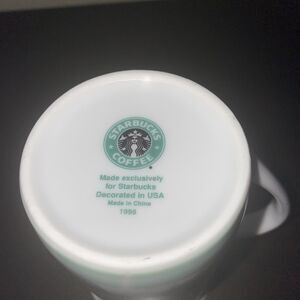 STARBUCKS
COFFEE
Made exclusively
for Starbucks
Decorated in USA
Made in China
1996